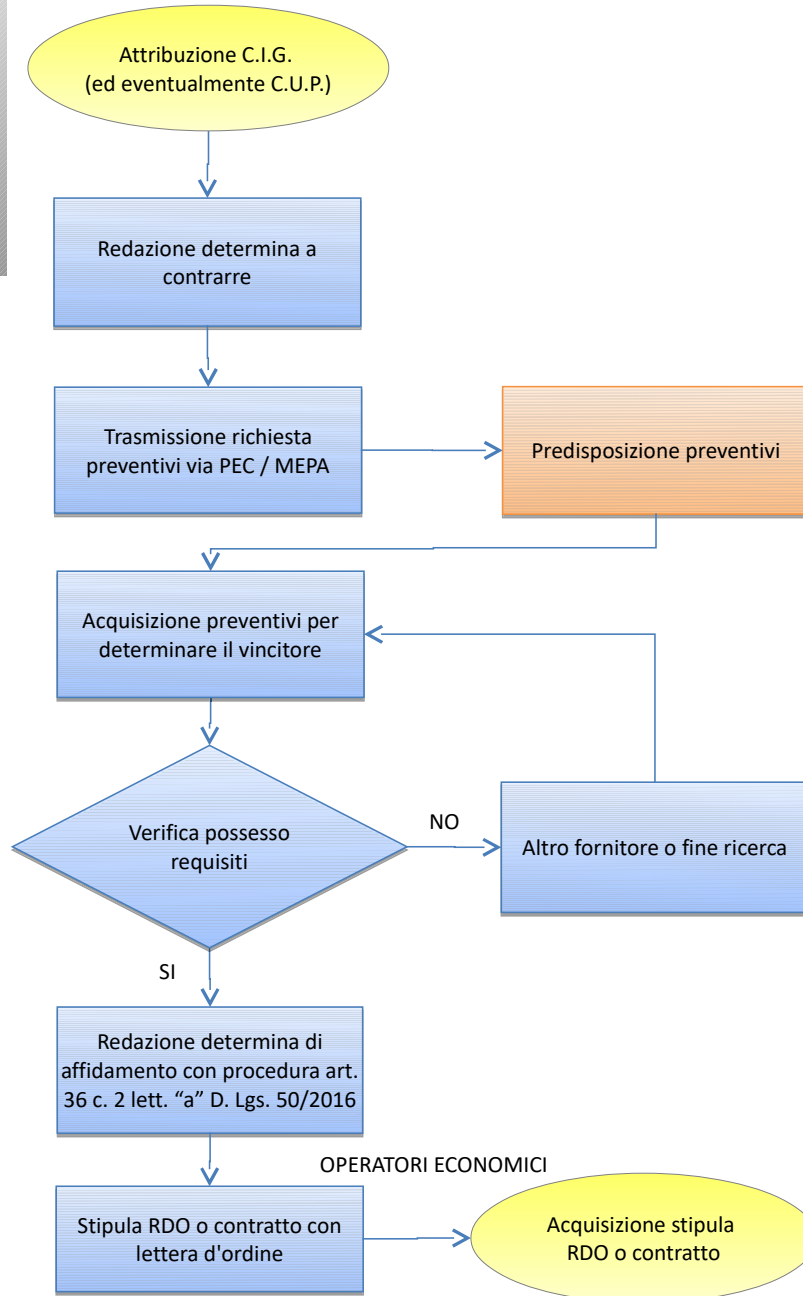 Attribuzione C.I.G.
(ed eventualmente C.U.P.)
Redazione determina a
contrarre
Trasmissione richiesta
preventivi via PEC / MEPA
Predisposizione preventivi
Acquisizione preventivi per
determinare il vincitore
Verifica possesso
requisiti
NO
Altro fornitore o fine ricerca
SI
Redazione determina di
affidamento con procedura art.
36 c. 2 lett. “a” D. Lgs. 50/2016
OPERATORI ECONOMICI
Stipula RDO o contratto con
lettera d'ordine
Acquisizione stipula
RDO o contratto